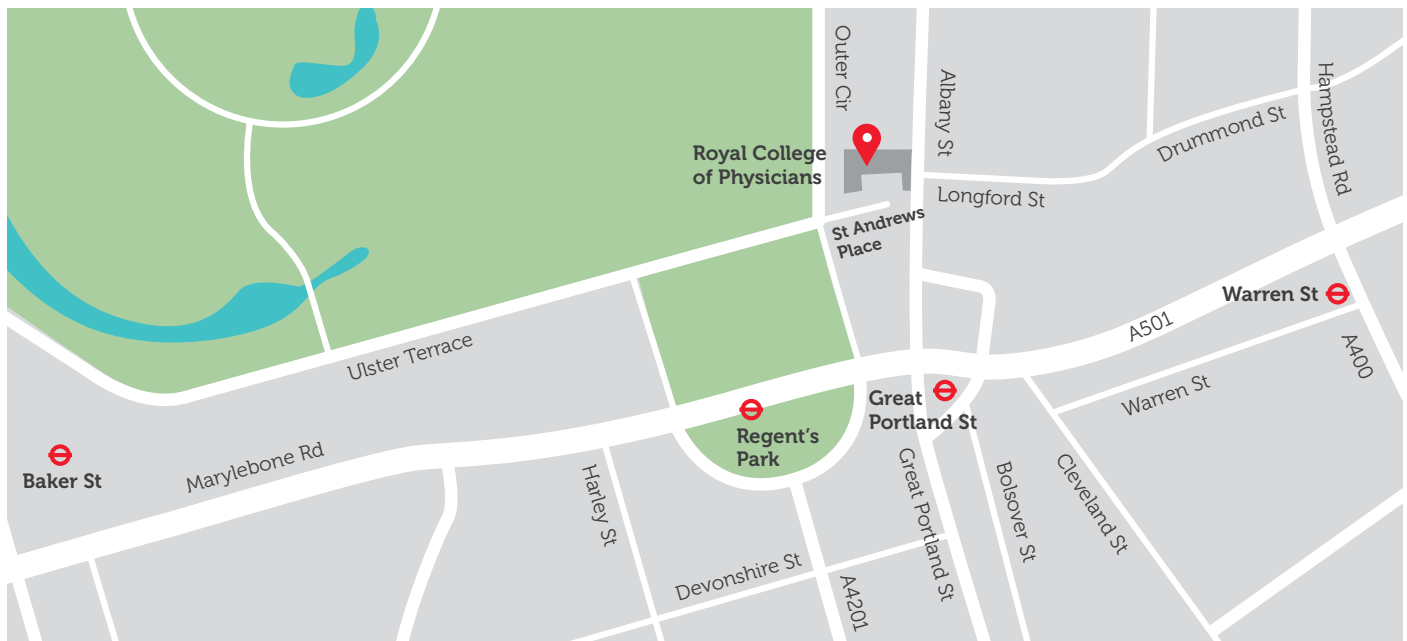 Outer Cir
Albany St
Hampstead Rd
Drummond St
Royal College
of Physicians
Longford St
St Andrews
Place
Warren St
A501
A400
Ulster Terrace
Warren St
Great
Portland St
Regent's
Park
Baker St
Marylebone Rd
Harley St
Great Portland St
Bolsover St
Cleveland St
Devonshire St
A4201